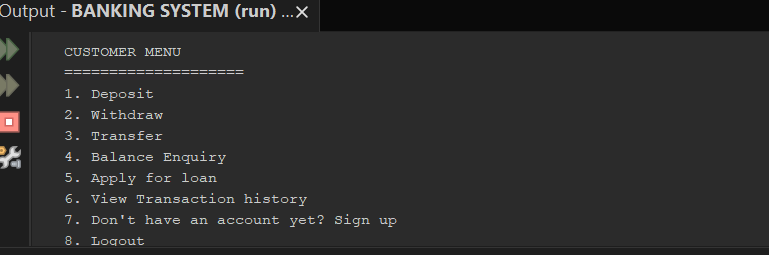 Output - BANKING SYSTEM (run) ...×
CUSTOMER MENU
====================
1. Deposit
2. Withdraw
3. Transfer
4. Balance Enquiry
5. Apply for loan
6. View Transaction history
7. Don't have an account yet? Sign up
8. Logout